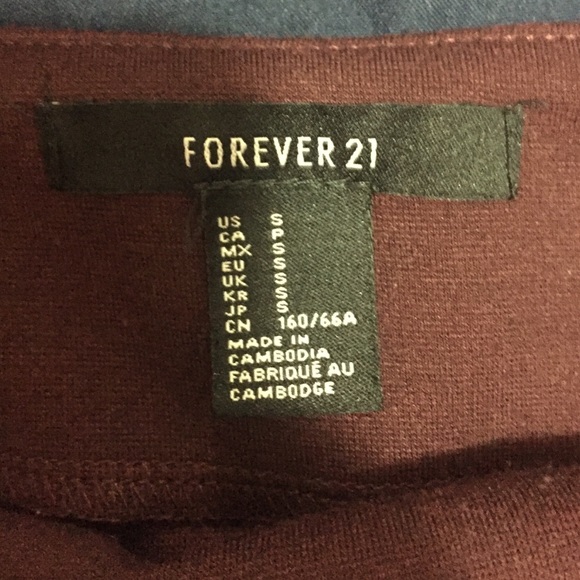 FOREVER 21
US S
CA P
MX S
EU S
UK S
KR S
JP S
CN 160/66A
MADE IN
CAMBODIA
FABRIQUÉ AU
CAMBODGE